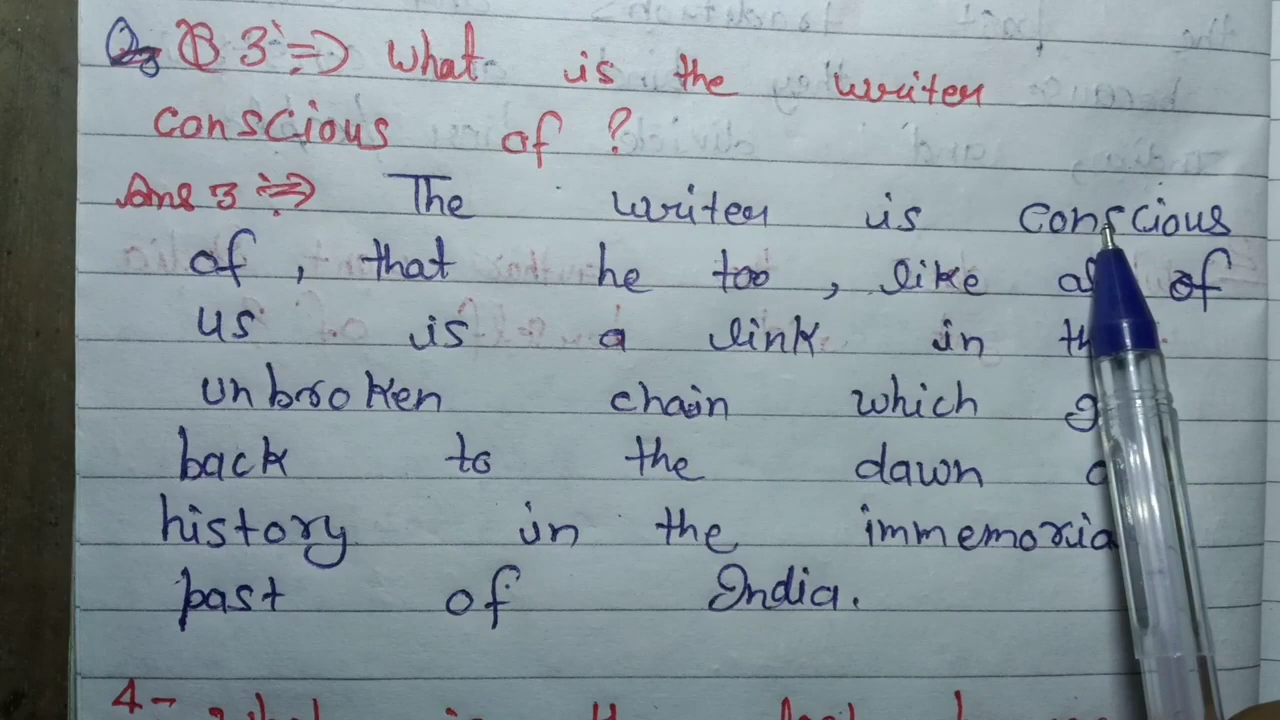 Q 3 => What is the writer
conscious of ?
Ans 3 => The writer is conscious
of, that he too, like of
us is a link in
unbroken chain which
back to the dawn
history in the
past of India.
4-